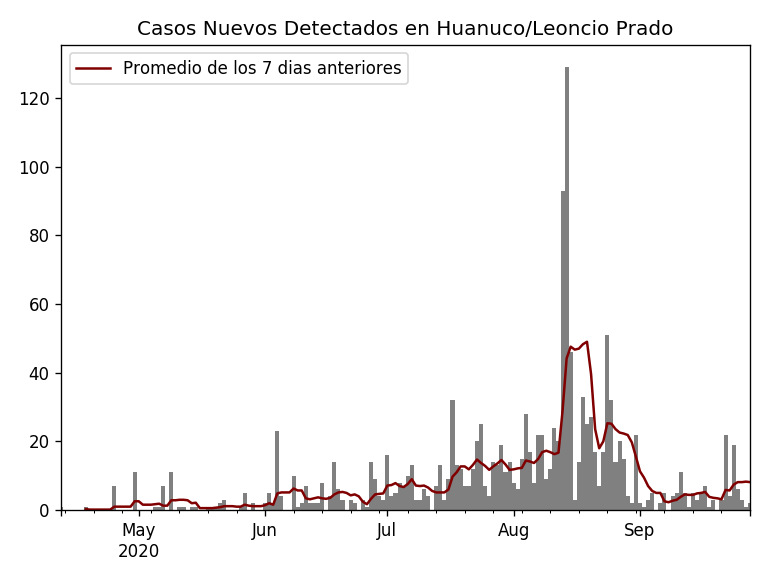 Casos Nuevos Detectados en Huanuco/Leoncio Prado
Promedio de los 7 dias anteriores
120
100
80
60
40
20
0
May Jun Jul Aug Sep
2020